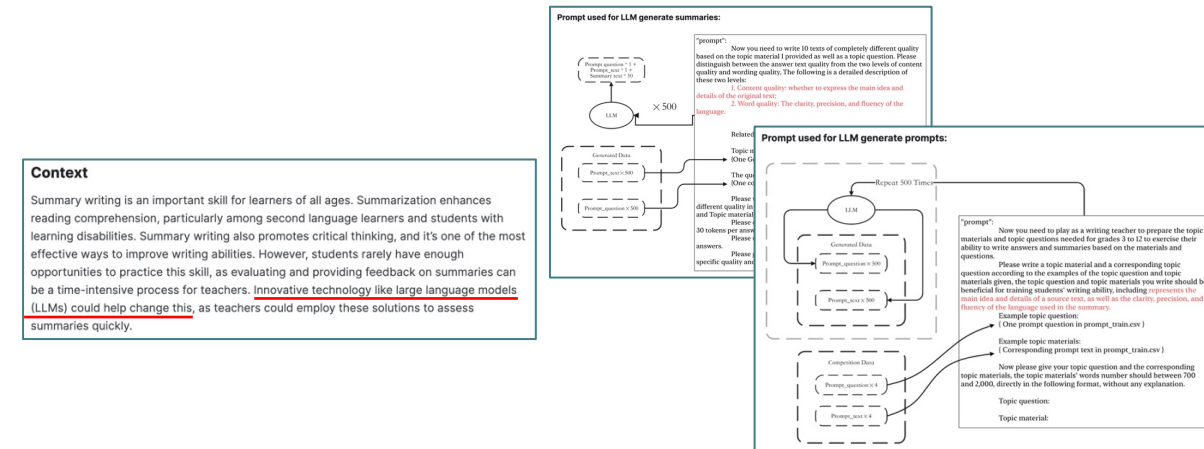 Context
Summary writing is an important skill for learners of all ages. Summarization enhances
reading comprehension, particularly among second language learners and students with
learning disabilities. Summary writing also promotes critical thinking, and it's one of the most
effective ways to improve writing abilities. However, students rarely have enough
opportunities to practice this skill, as evaluating and providing feedback on summaries can
be a time-intensive process for teachers. Innovative technology like large language models
(LLMs) could help change this, as teachers could employ these solutions to assess
summaries quickly.
Prompt used for LLM generate summaries:
Prompt question * 1 +
Prompt_text * 1 +
Summary text * 10
LLM
×500
Generated Data
Prompt_text × 500
Prompt_question × 500
"prompt":
Now you need to write 10 texts of completely different quality
based on the topic material I provided as well as a topic question. Please
distinguish between the answer text quality from the two levels of content
quality and wording quality, The following is a detailed description of
these two levels:
1. Content quality: whether to express the main idea and
details of the original text;
2. Word quality: The clarity, precision, and fluency of the
language.
Related
Topic m
{One G
The qu
{One co
Please
different quality in
and Topic material
Please
30 tokens per answ
Please
answers.
Please
specific quality and
Prompt used for LLM generate prompts:
Repeat 500 Times
LLM
Generated Data
Prompt_question × 500
Prompt_text × 500
Competition Data
Prompt_question × 4
Prompt_text × 4
"prompt":
Now you need to play as a writing teacher to prepare the topic
materials and topic questions needed for grades 3 to 12 to exercise their
ability to write answers and summaries based on the materials and
questions.
Please write a topic material and a corresponding topic
question according to the examples of the topic question and topic
materials given, the topic question and topic materials you write should be
beneficial for training students' writing ability, including represents the
main idea and details of a source text, as well as the clarity, precision, and
fluency of the language used in the summary.
Example topic question:
{ One prompt question in prompt_train.csv }
Example topic materials:
{ Corresponding prompt text in prompt_train.csv }
Now please give your topic question and the corresponding
topic materials, the topic materials' words number should between 700
and 2,000, directly in the following format, without any explanation.
Topic question:
Topic material: